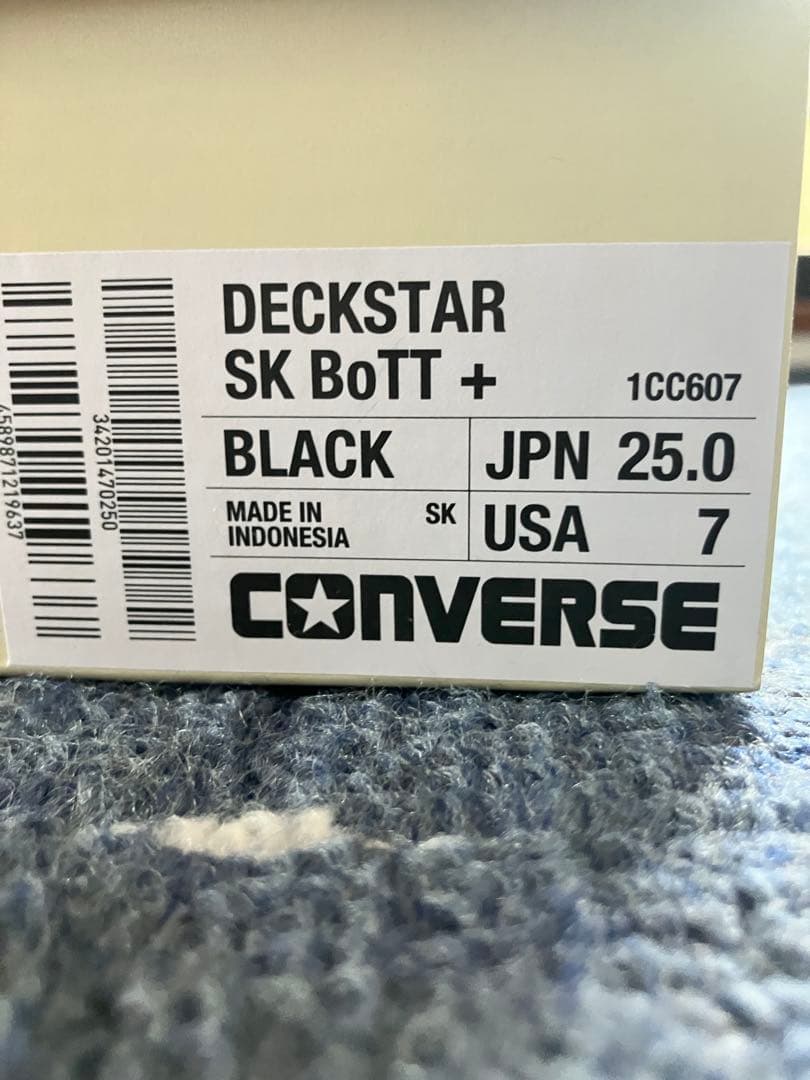 DECKSTAR
SK BoTT +
1CC607
BLACK
JPN 25.0
MADE IN
INDONESIA
SK
USA 7
CONVERSE
34201470250
4589871219637